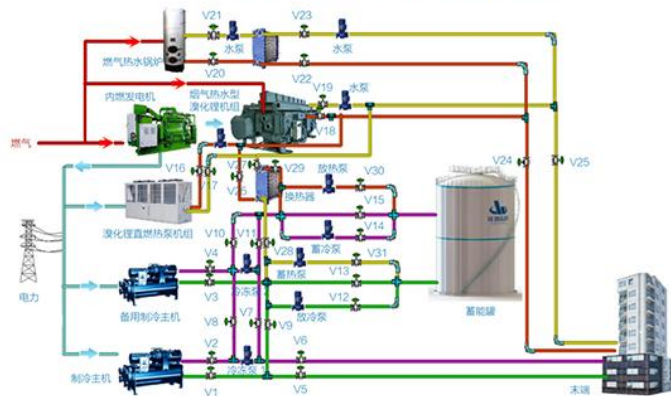 V21
V23
水泵
水泵
燃气热水锅炉
V20
V22
烟气热水型
溴化锂机组
V19
水泵
内燃发电机
V18
燃气
V16
V17
V27
V26
V29
放热泵
V30
V24
V25
换热器
V15
溴化锂直燃热泵机组
V10
V11
V14
蓄冷泵
V4
V28
V31
蓄热泵
电力
冷冻泵
V13
V3
V12
备用制冷主机
V8
V7
V9
放冷泵
蓄能罐
V2
V6
冷冻泵 1
制冷主机
V1
V5
末端